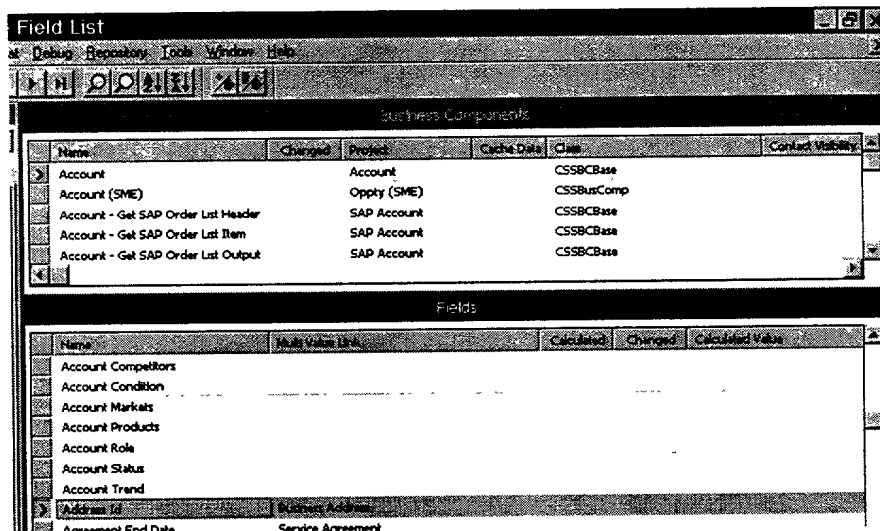 Field List
Debug Repository Tools Window Help
Business Components
Name Changed Project Cache Data Class Contact Visibility
Account Account CSSBCBase
Account (SME) Oppty (SME) CSSBusComp
Account - Get SAP Order List Header SAP Account CSSBCBase
Account - Get SAP Order List Item SAP Account CSSBCBase
Account - Get SAP Order List Output SAP Account CSSBCBase
Fields
Name Multi Value Link Calculated Changed Calculated Value
Account Competitors
Account Condition
Account Markets
Account Products
Account Role
Account Status
Account Trend
Address Id Business Address
Agreement End Date Service Agreement